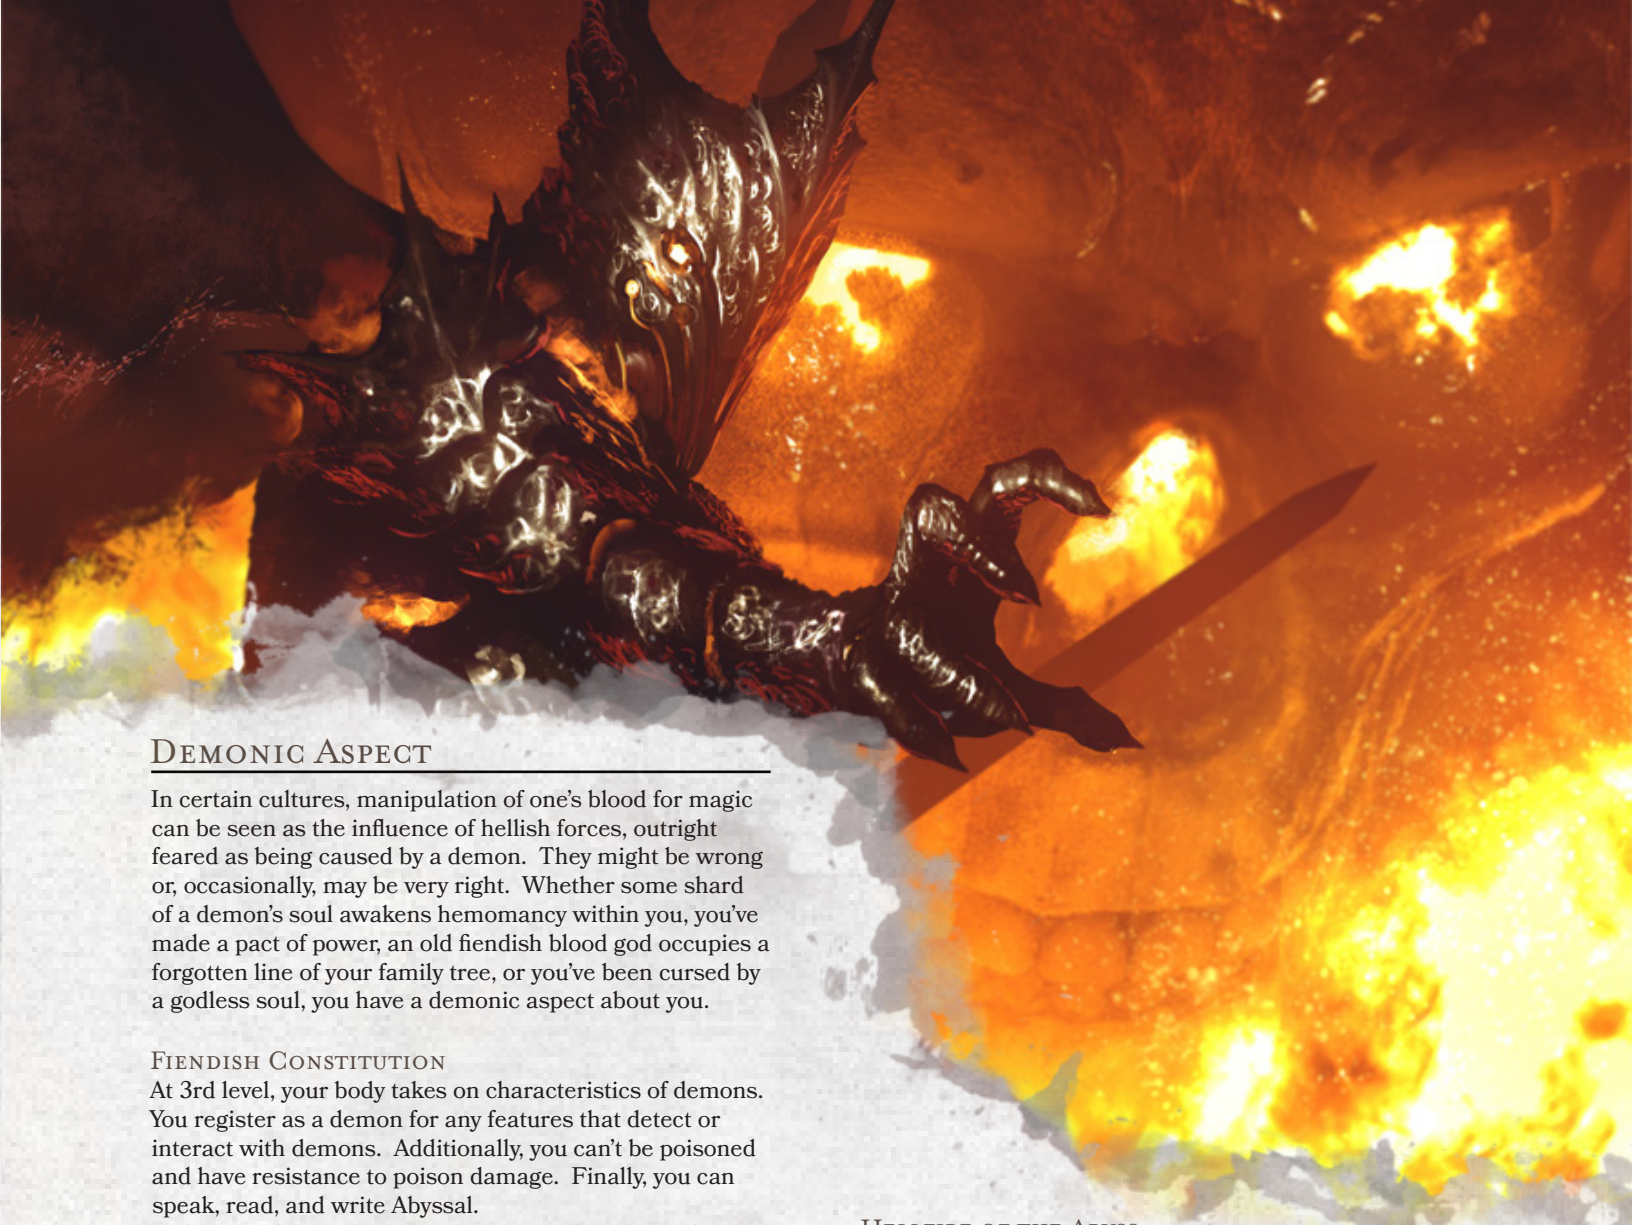 Demonic Aspect
In certain cultures, manipulation of one's blood for magic
can be seen as the influence of hellish forces, outright
feared as being caused by a demon.  They might be wrong
or, occasionally, may be very right.  Whether some shard
of a demon's soul awakens hemomancy within you, you've
made a pact of power, an old fiendish blood god occupies a
forgotten line of your family tree, or you've been cursed by
a godless soul, you have a demonic aspect about you.
Fiendish Constitution
At 3rd level, your body takes on characteristics of demons.
You register as a demon for any features that detect or
interact with demons.  Additionally, you can't be poisoned
and have resistance to poison damage.  Finally, you can
speak, read, and write Abyssal.
of the Abyss